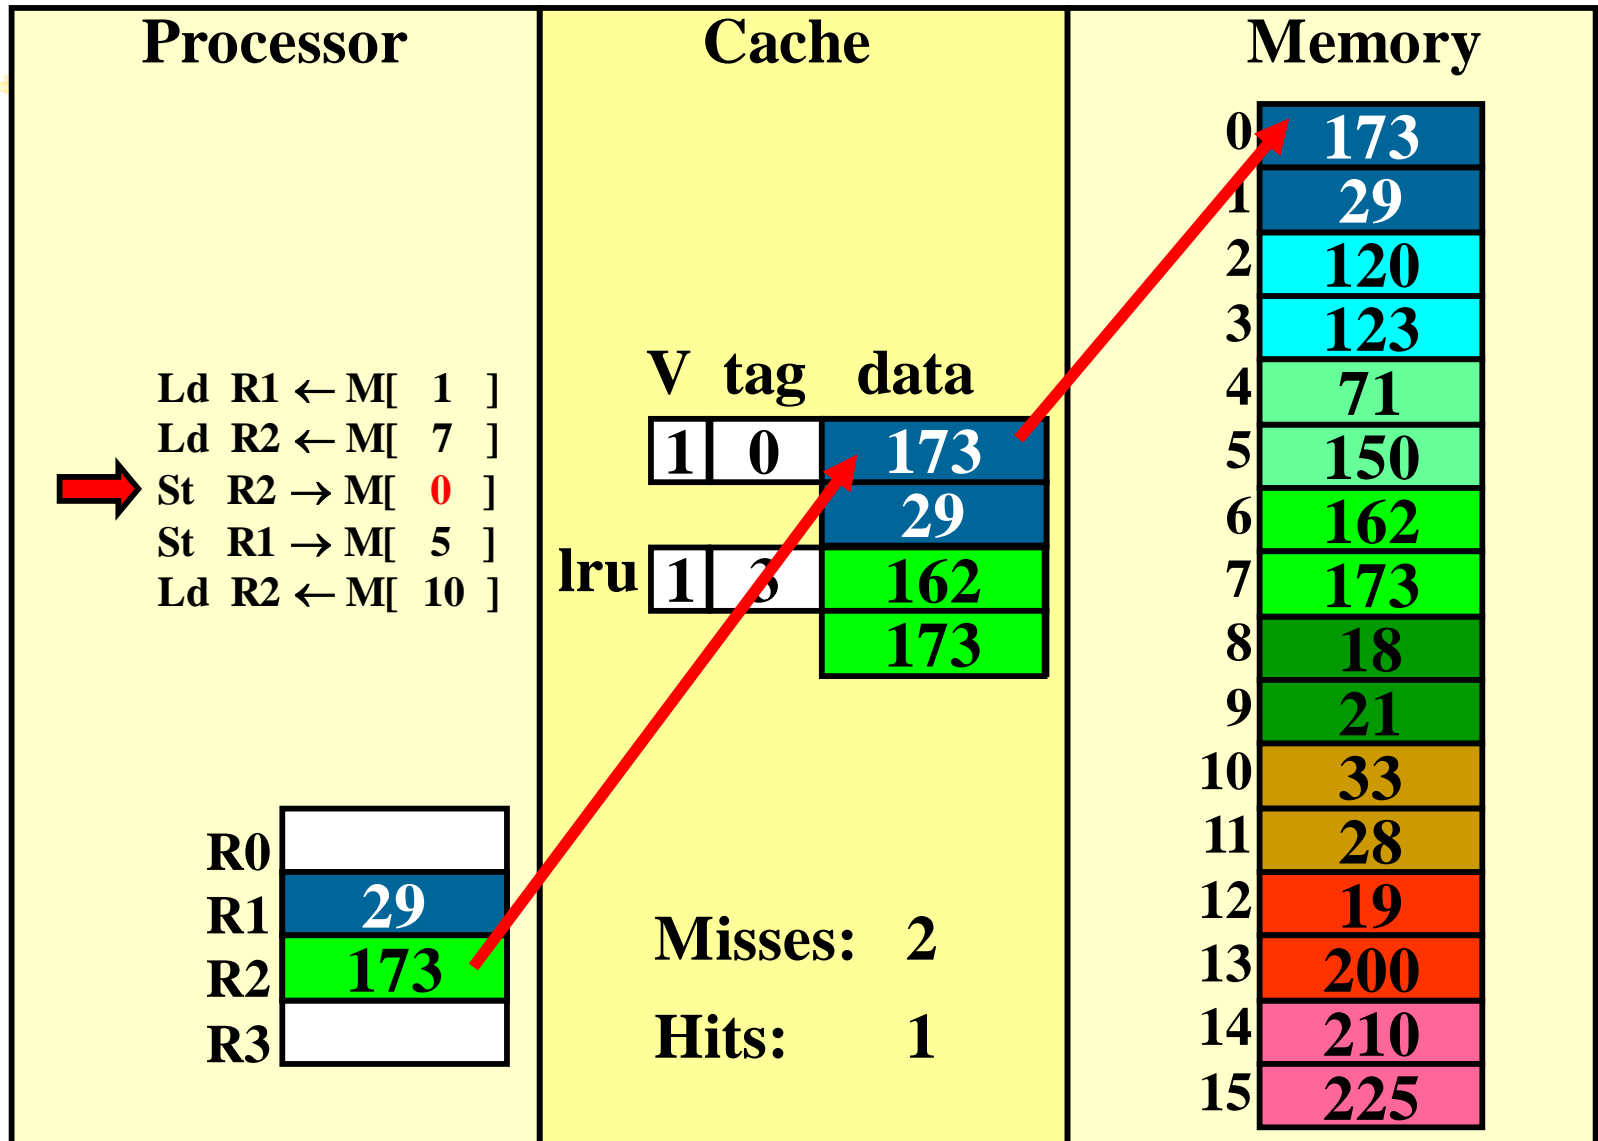 Processor
Cache
Memory
Ld R1 ← M[ 1 ]
Ld R2 ← M[ 7 ]
St R2 → M[ 0 ]
St R1 → M[ 5 ]
Ld R2 ← M[ 10 ]
R0
R1 29
R2 173
R3
V tag data
1 0 173
29
lru 1 3 162
173
Misses: 2
Hits: 1
0 173
1 29
2 120
3 123
4 71
5 150
6 162
7 173
8 18
9 21
10 33
11 28
12 19
13 200
14 210
15 225